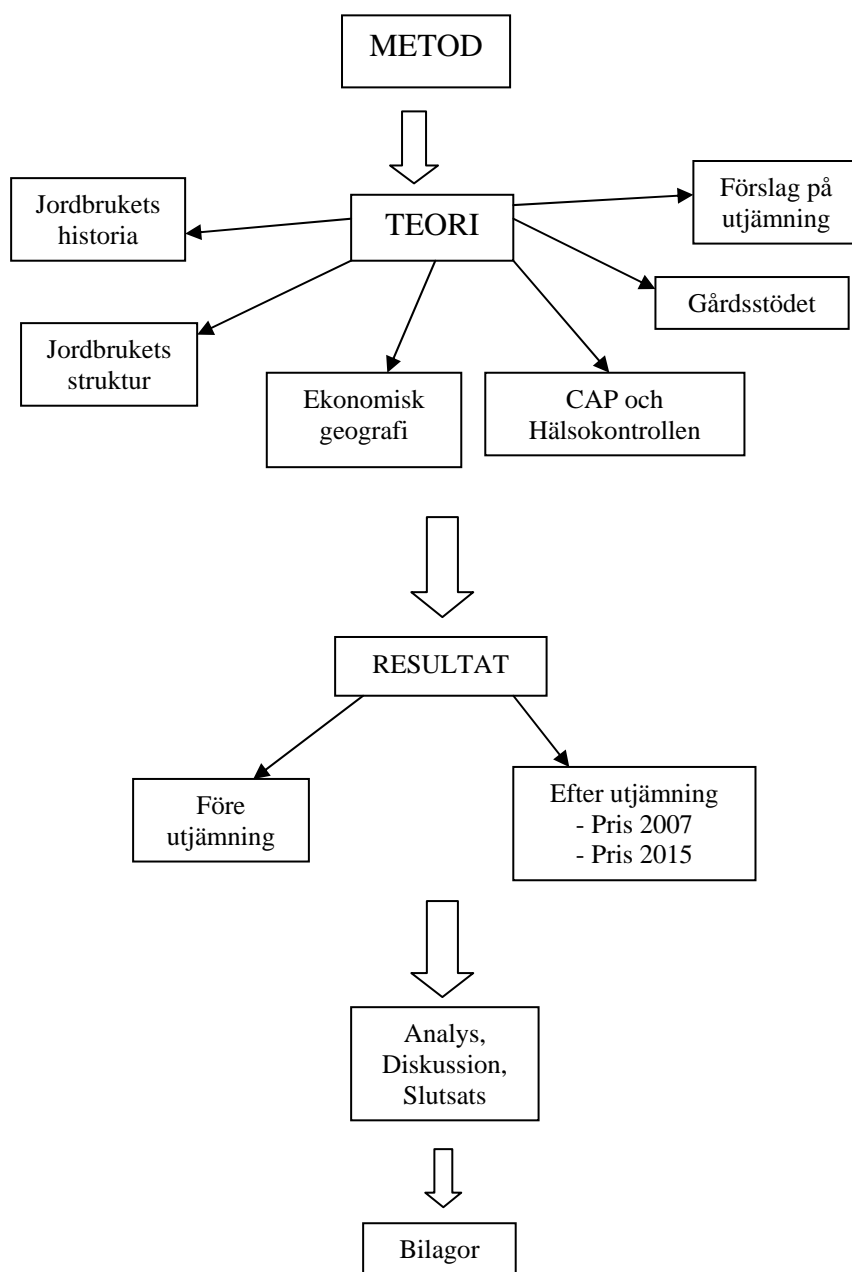 METOD
TEORI
Jordbrukets
historia
Förslag på
utjämning
Gårdsstödet
Jordbrukets
struktur
Ekonomisk
geografi
CAP och
Hälsokontrollen
RESULTAT
Före
utjämning
Efter utjämning
- Pris 2007
- Pris 2015
Analys,
Diskussion,
Slutsats
Bilagor